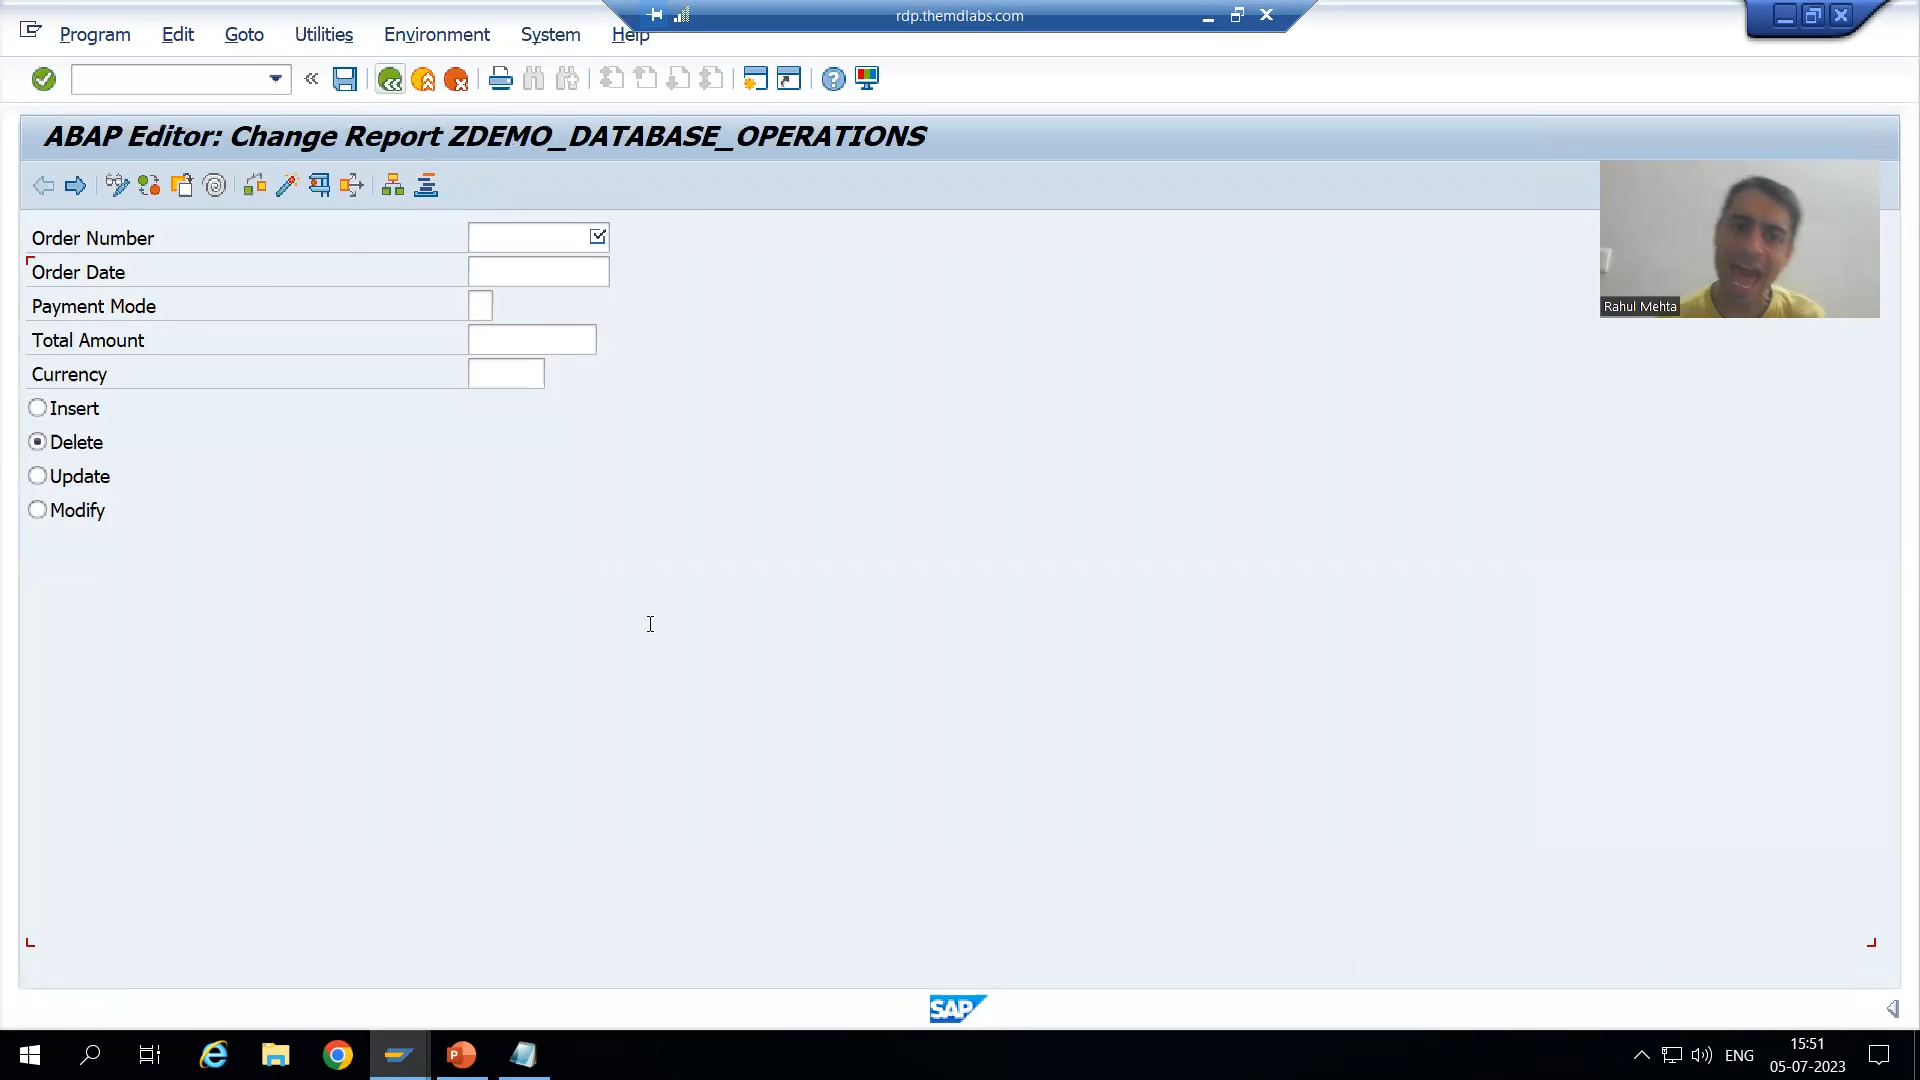 rdp.themdlabs.com
Program Edit Goto Utilities Environment System Help
ABAP Editor: Change Report ZDEMO_DATABASE_OPERATIONS
Order Number
Order Date
Payment Mode
Total Amount
Currency
Insert
Delete
Update
Modify
Rahul Mehta
SAP
ENG
15:51
05-07-2023